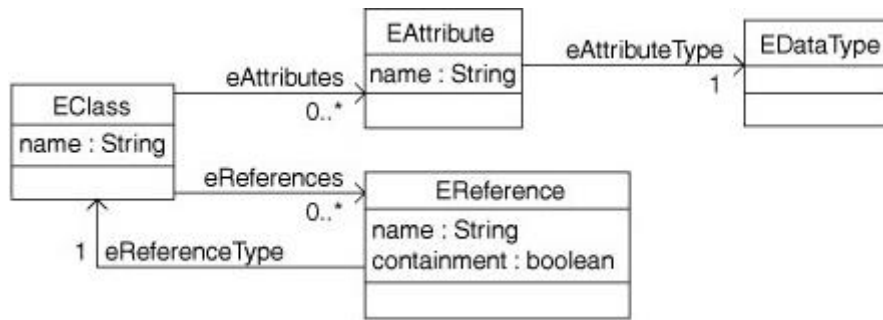 EAttribute
name : String
eAttributeType
1
EDataType
eAttributes
0..*
EClass
name : String
eReferences
0..*
EReference
name : String
containment : boolean
1 eReferenceType